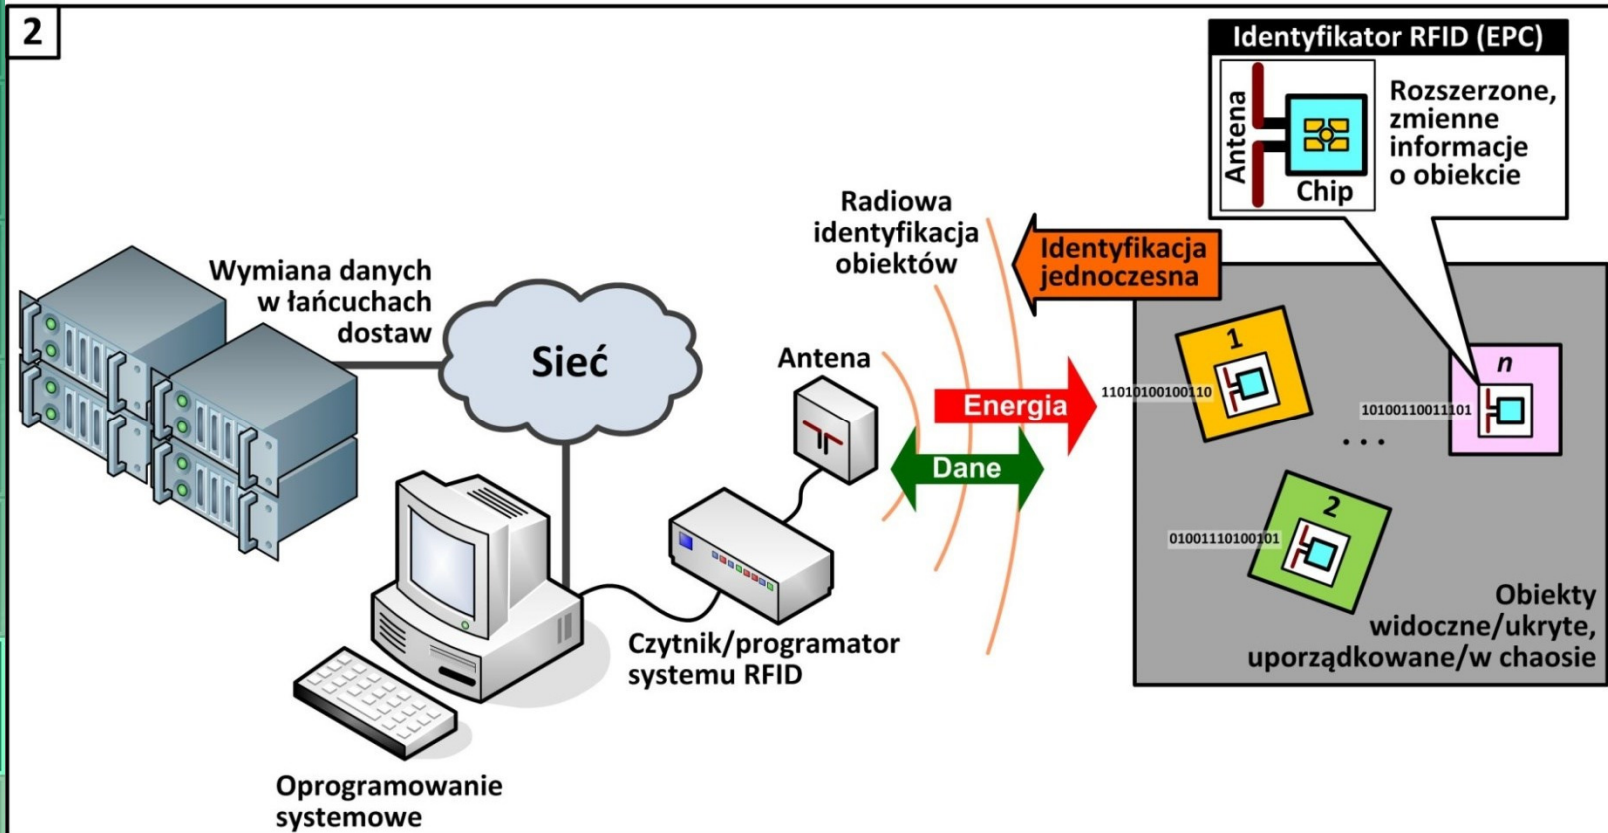 2
Identyfikator RFID (EPC)
Antena
Chip
Rozszerzone,
zmienne
informacje
o obiekcie
Radiowa
identyfikacja
obiektów
Identyfikacja
jednoczesna
Wymiana danych
w łańcuchach
dostaw
Sieć
Antena
Energia
Dane
1
11010100100110
n
10100110011101
...
2
01001110100101
Obiekty
widoczne/ukryte,
uporządkowane/w chaosie
Czytnik/programator
systemu RFID
Oprogramowanie
systemowe